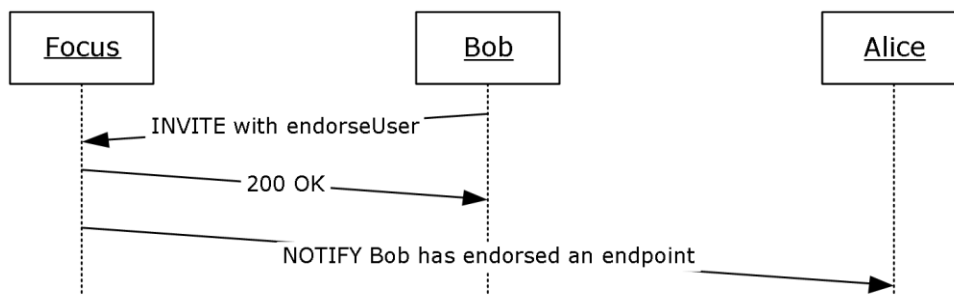 Focus
Bob
Alice
INVITE with endorseUser
200 OK
NOTIFY Bob has endorsed an endpoint